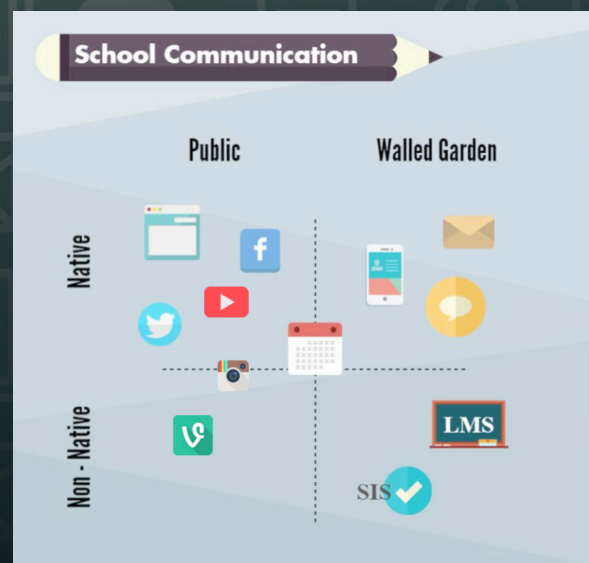 School Communication
Public
Walled Garden
Native
f
LMS
Non - Native
SIS